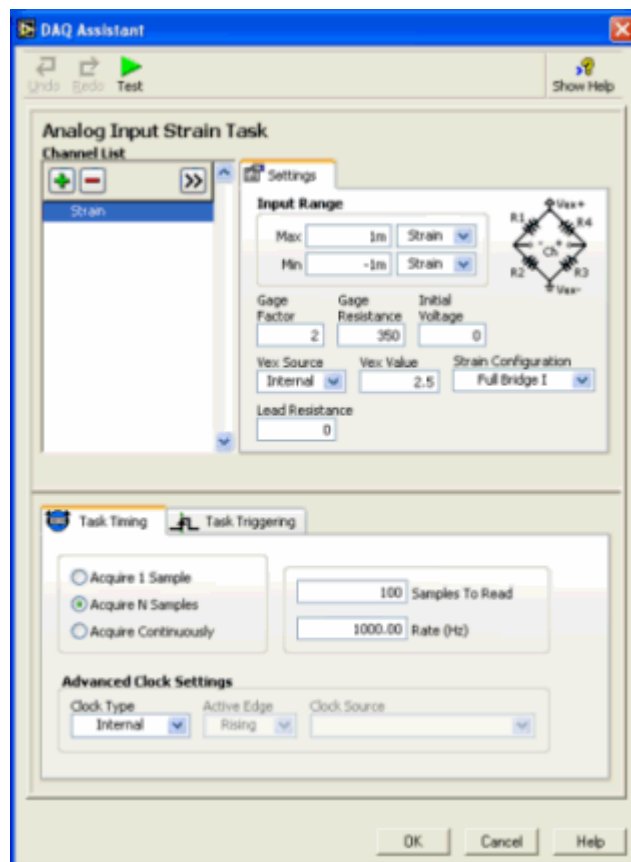 DAQ Assistant
Undo Redo Test
Show Help
Analog Input Strain Task
Channel List
Strain
Settings
Input Range
Max 1m Strain
Min -1m Strain
Vex+
R1 R4
- Ch +
R2 R3
Vex-
Gage Factor
2
Gage Resistance
350
Initial Voltage
0
Vex Source
Internal
Vex Value
2.5
Strain Configuration
Full Bridge I
Lead Resistance
0
Task Timing
Task Triggering
Acquire 1 Sample
Acquire N Samples
Acquire Continuously
100 Samples To Read
1000.00 Rate (Hz)
Advanced Clock Settings
Clock Type
Internal
Active Edge
Rising
Clock Source
OK Cancel Help